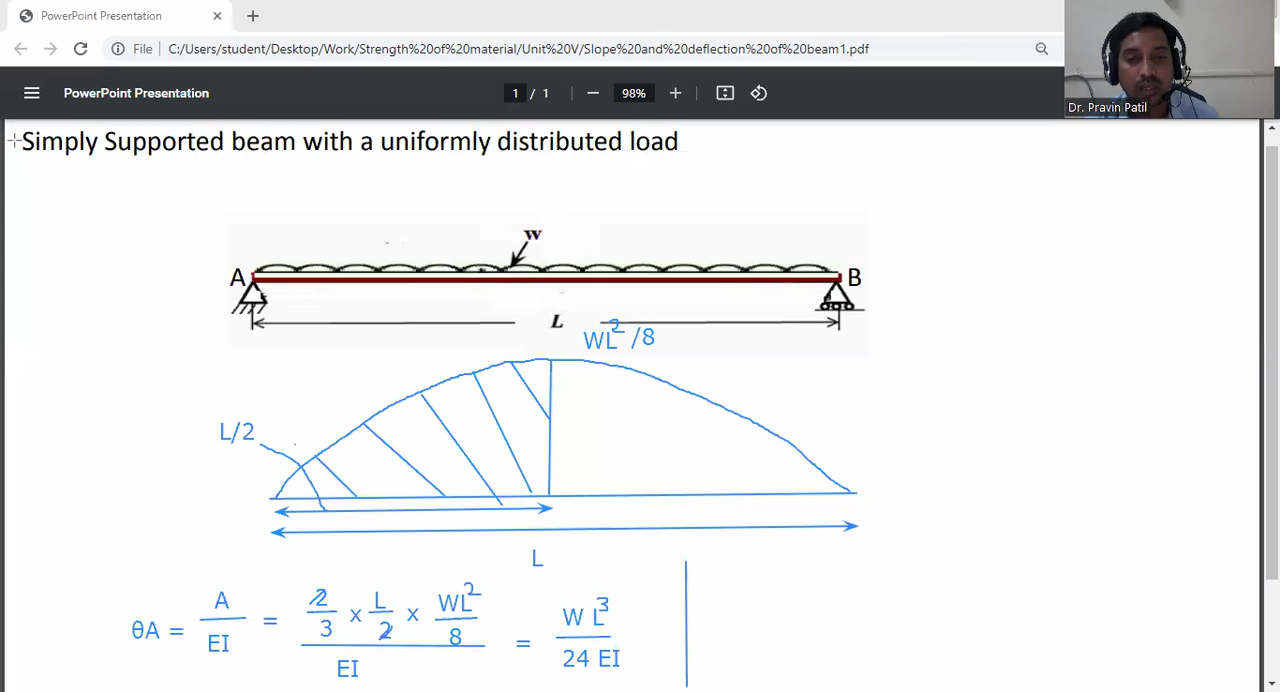 PowerPoint Presentation
File C:/Users/student/Desktop/Work/Strength%20of%20material/Unit%20V/Slope%20and%20deflection%20of%20beam1.pdf
PowerPoint Presentation 1 / 1 98%
Dr. Pravin Patil
Simply Supported beam with a uniformly distributed load
w
A B
L
WL² /8
L/2
L
θA = A/EI = (2/3 x L/2 x WL²/8)/EI = W L³/24 EI